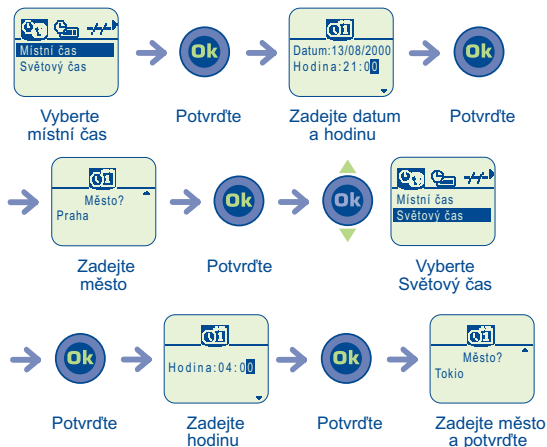 Místní čas
Světový čas
Ok
Datum:13/08/2000
Hodina:21:00
Ok
Vyberte
místní čas
Potvrďte
Zadejte datum
a hodinu
Potvrďte
Město?
Praha
Ok
Ok
Místní čas
Světový čas
Zadejte
město
Potvrďte
Vyberte
Světový čas
Ok
Hodina:04:00
Ok
Město?
Tokio
Potvrďte
Zadejte
hodinu
Potvrďte
Zadejte město
a potvrďte